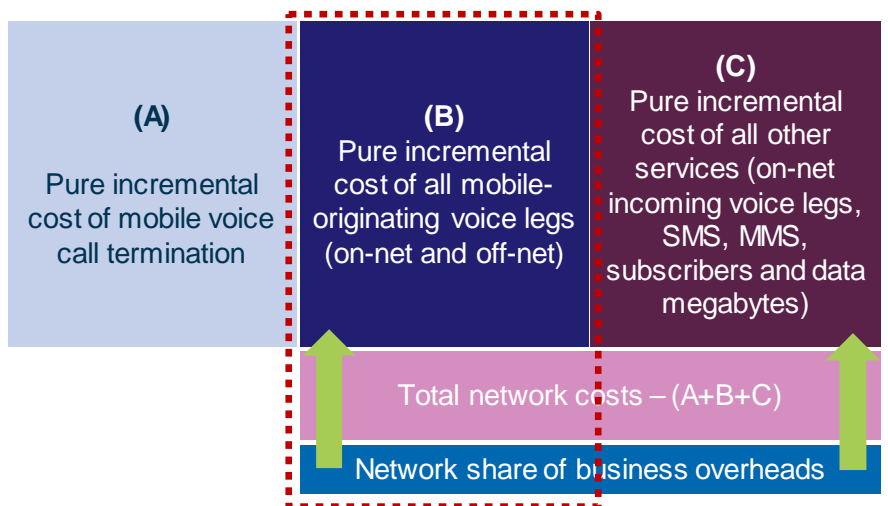 (A)
Pure incremental
cost of mobile voice
call termination
(B)
Pure incremental
cost of all mobile-
originating voice legs
(on-net and off-net)
(C)
Pure incremental
cost of all other
services (on-net
incoming voice legs,
SMS, MMS,
subscribers and data
megabytes)
Total network costs – (A+B+C)
Network share of business overheads